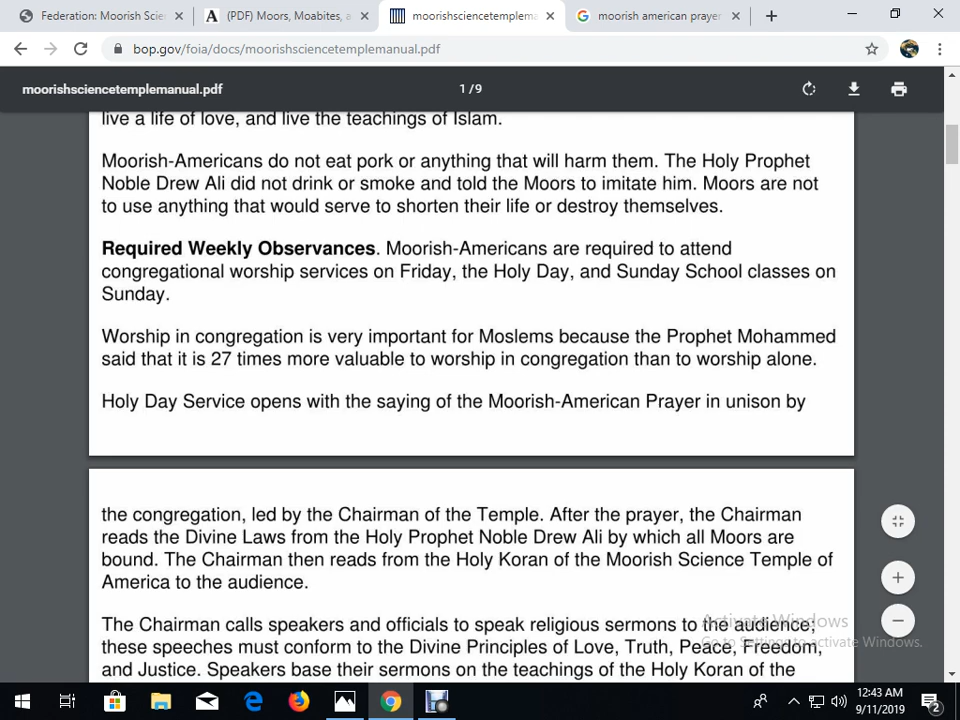 Federation: Moorish Scie
(PDF) Moors, Moabites, a
moorishsciencetemplema
moorish american prayer
bop.gov/foia/docs/moorishsciencetemplemanual.pdf
moorishsciencetemplemanual.pdf
1 / 9
live a life of love, and live the teachings of Islam.
Moorish-Americans do not eat pork or anything that will harm them. The Holy Prophet
Noble Drew Ali did not drink or smoke and told the Moors to imitate him. Moors are not
to use anything that would serve to shorten their life or destroy themselves.
Required Weekly Observances. Moorish-Americans are required to attend
congregational worship services on Friday, the Holy Day, and Sunday School classes on
Sunday.
Worship in congregation is very important for Moslems because the Prophet Mohammed
said that it is 27 times more valuable to worship in congregation than to worship alone.
Holy Day Service opens with the saying of the Moorish-American Prayer in unison by
the congregation, led by the Chairman of the Temple. After the prayer, the Chairman
reads the Divine Laws from the Holy Prophet Noble Drew Ali by which all Moors are
bound. The Chairman then reads from the Holy Koran of the Moorish Science Temple of
America to the audience.
The Chairman calls speakers and officials to speak religious sermons to the audience;
these speeches must conform to the Divine Principles of Love, Truth, Peace, Freedom,
and Justice. Speakers base their sermons on the teachings of the Holy Koran of the
Activate Windows
Go to Settings to activate Windows.
12:43 AM
9/11/2019
2